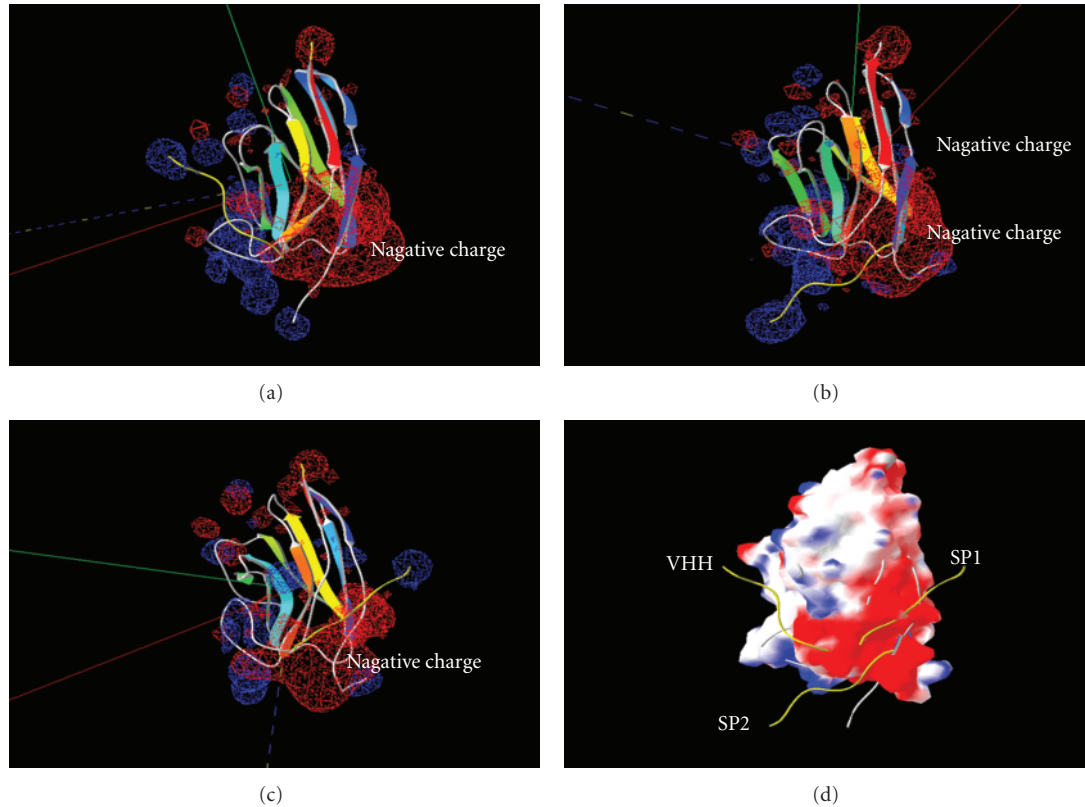 Nagative charge
(a)
Nagative charge
Nagative charge
(b)
Nagative charge
(c)
VHH
SP1
SP2
(d)